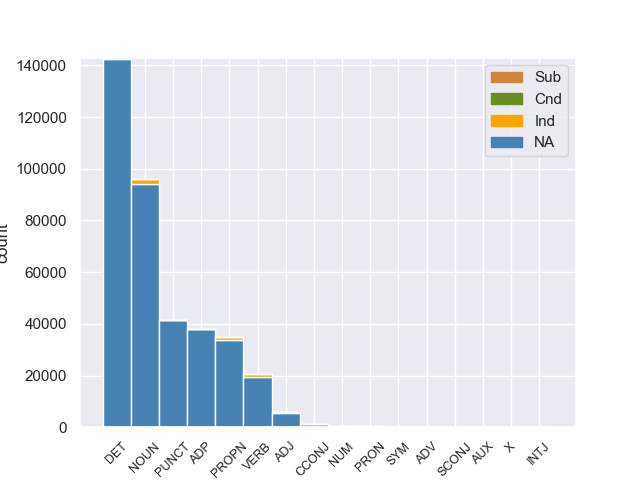 140000
120000
100000
80000
60000
40000
20000
0
count
Sub
Cnd
Ind
NA
DET
NOUN
PUNCT
ADP
PROPN
VERB
ADJ
CCONJ
NUM
PRON
SYM
ADV
SCONJ
AUX
X
INTJ